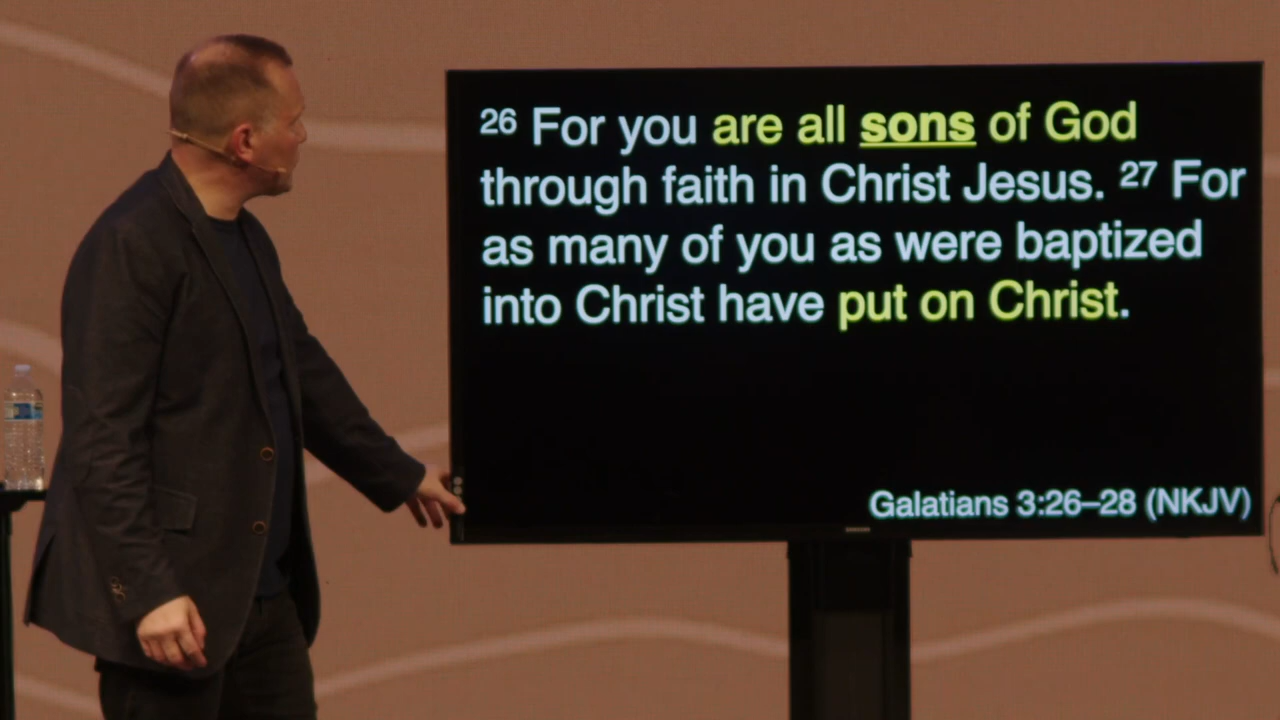 26 For you are all sons of God
through faith in Christ Jesus. 27 For
as many of you as were baptized
into Christ have put on Christ.
Galatians 3:26–28 (NKJV)